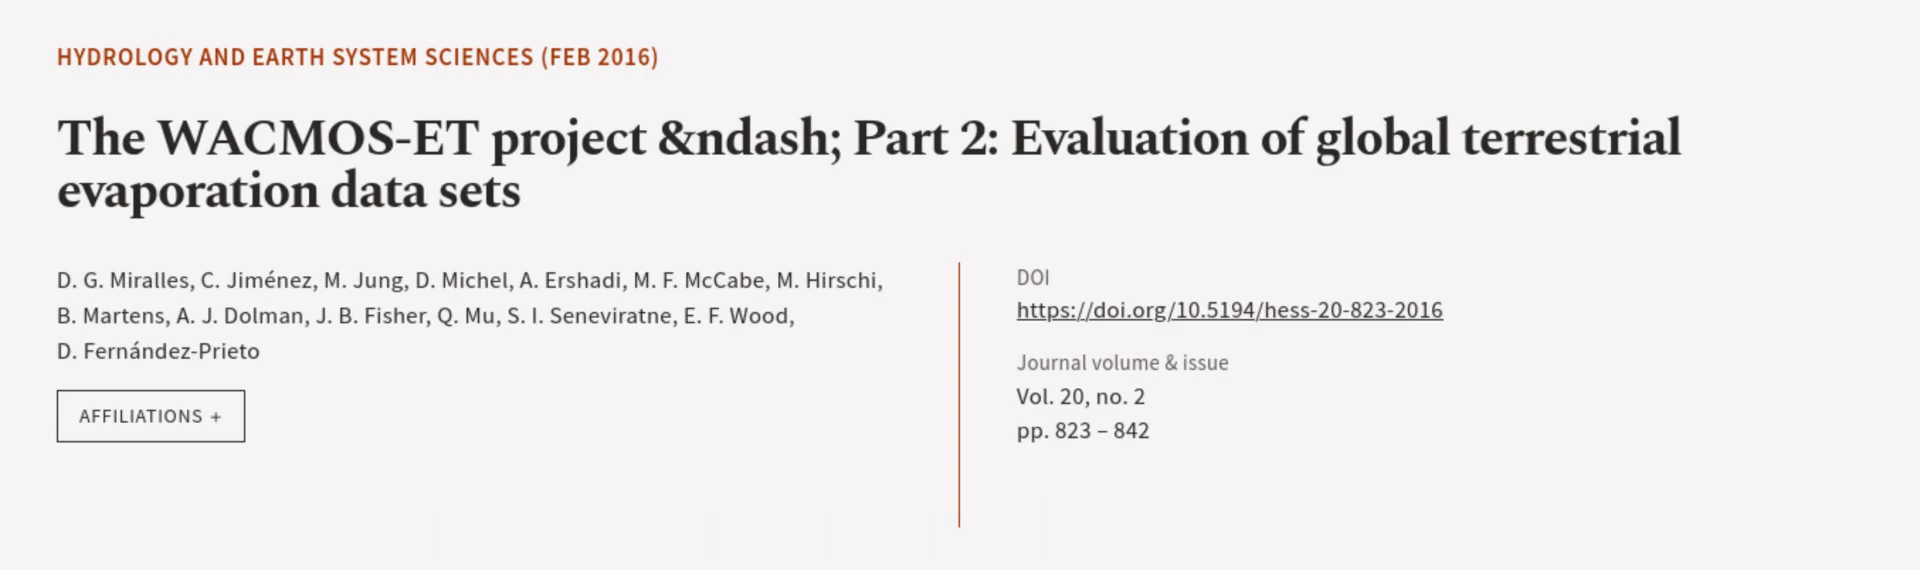 HYDROLOGY AND EARTH SYSTEM SCIENCES (FEB 2016)
The WACMOS-ET project &ndash; Part 2: Evaluation of global terrestrial
evaporation data sets
D. G. Miralles, C. Jiménez, M. Jung, D. Michel, A. Ershadi, M. F. McCabe, M. Hirschi,
B. Martens, A. J. Dolman, J. B. Fisher, Q. Mu, S. I. Seneviratne, E. F. Wood,
D. Fernández-Prieto
AFFILIATIONS +
DOI
https://doi.org/10.5194/hess-20-823-2016
Journal volume & issue
Vol. 20, no. 2
pp. 823 – 842